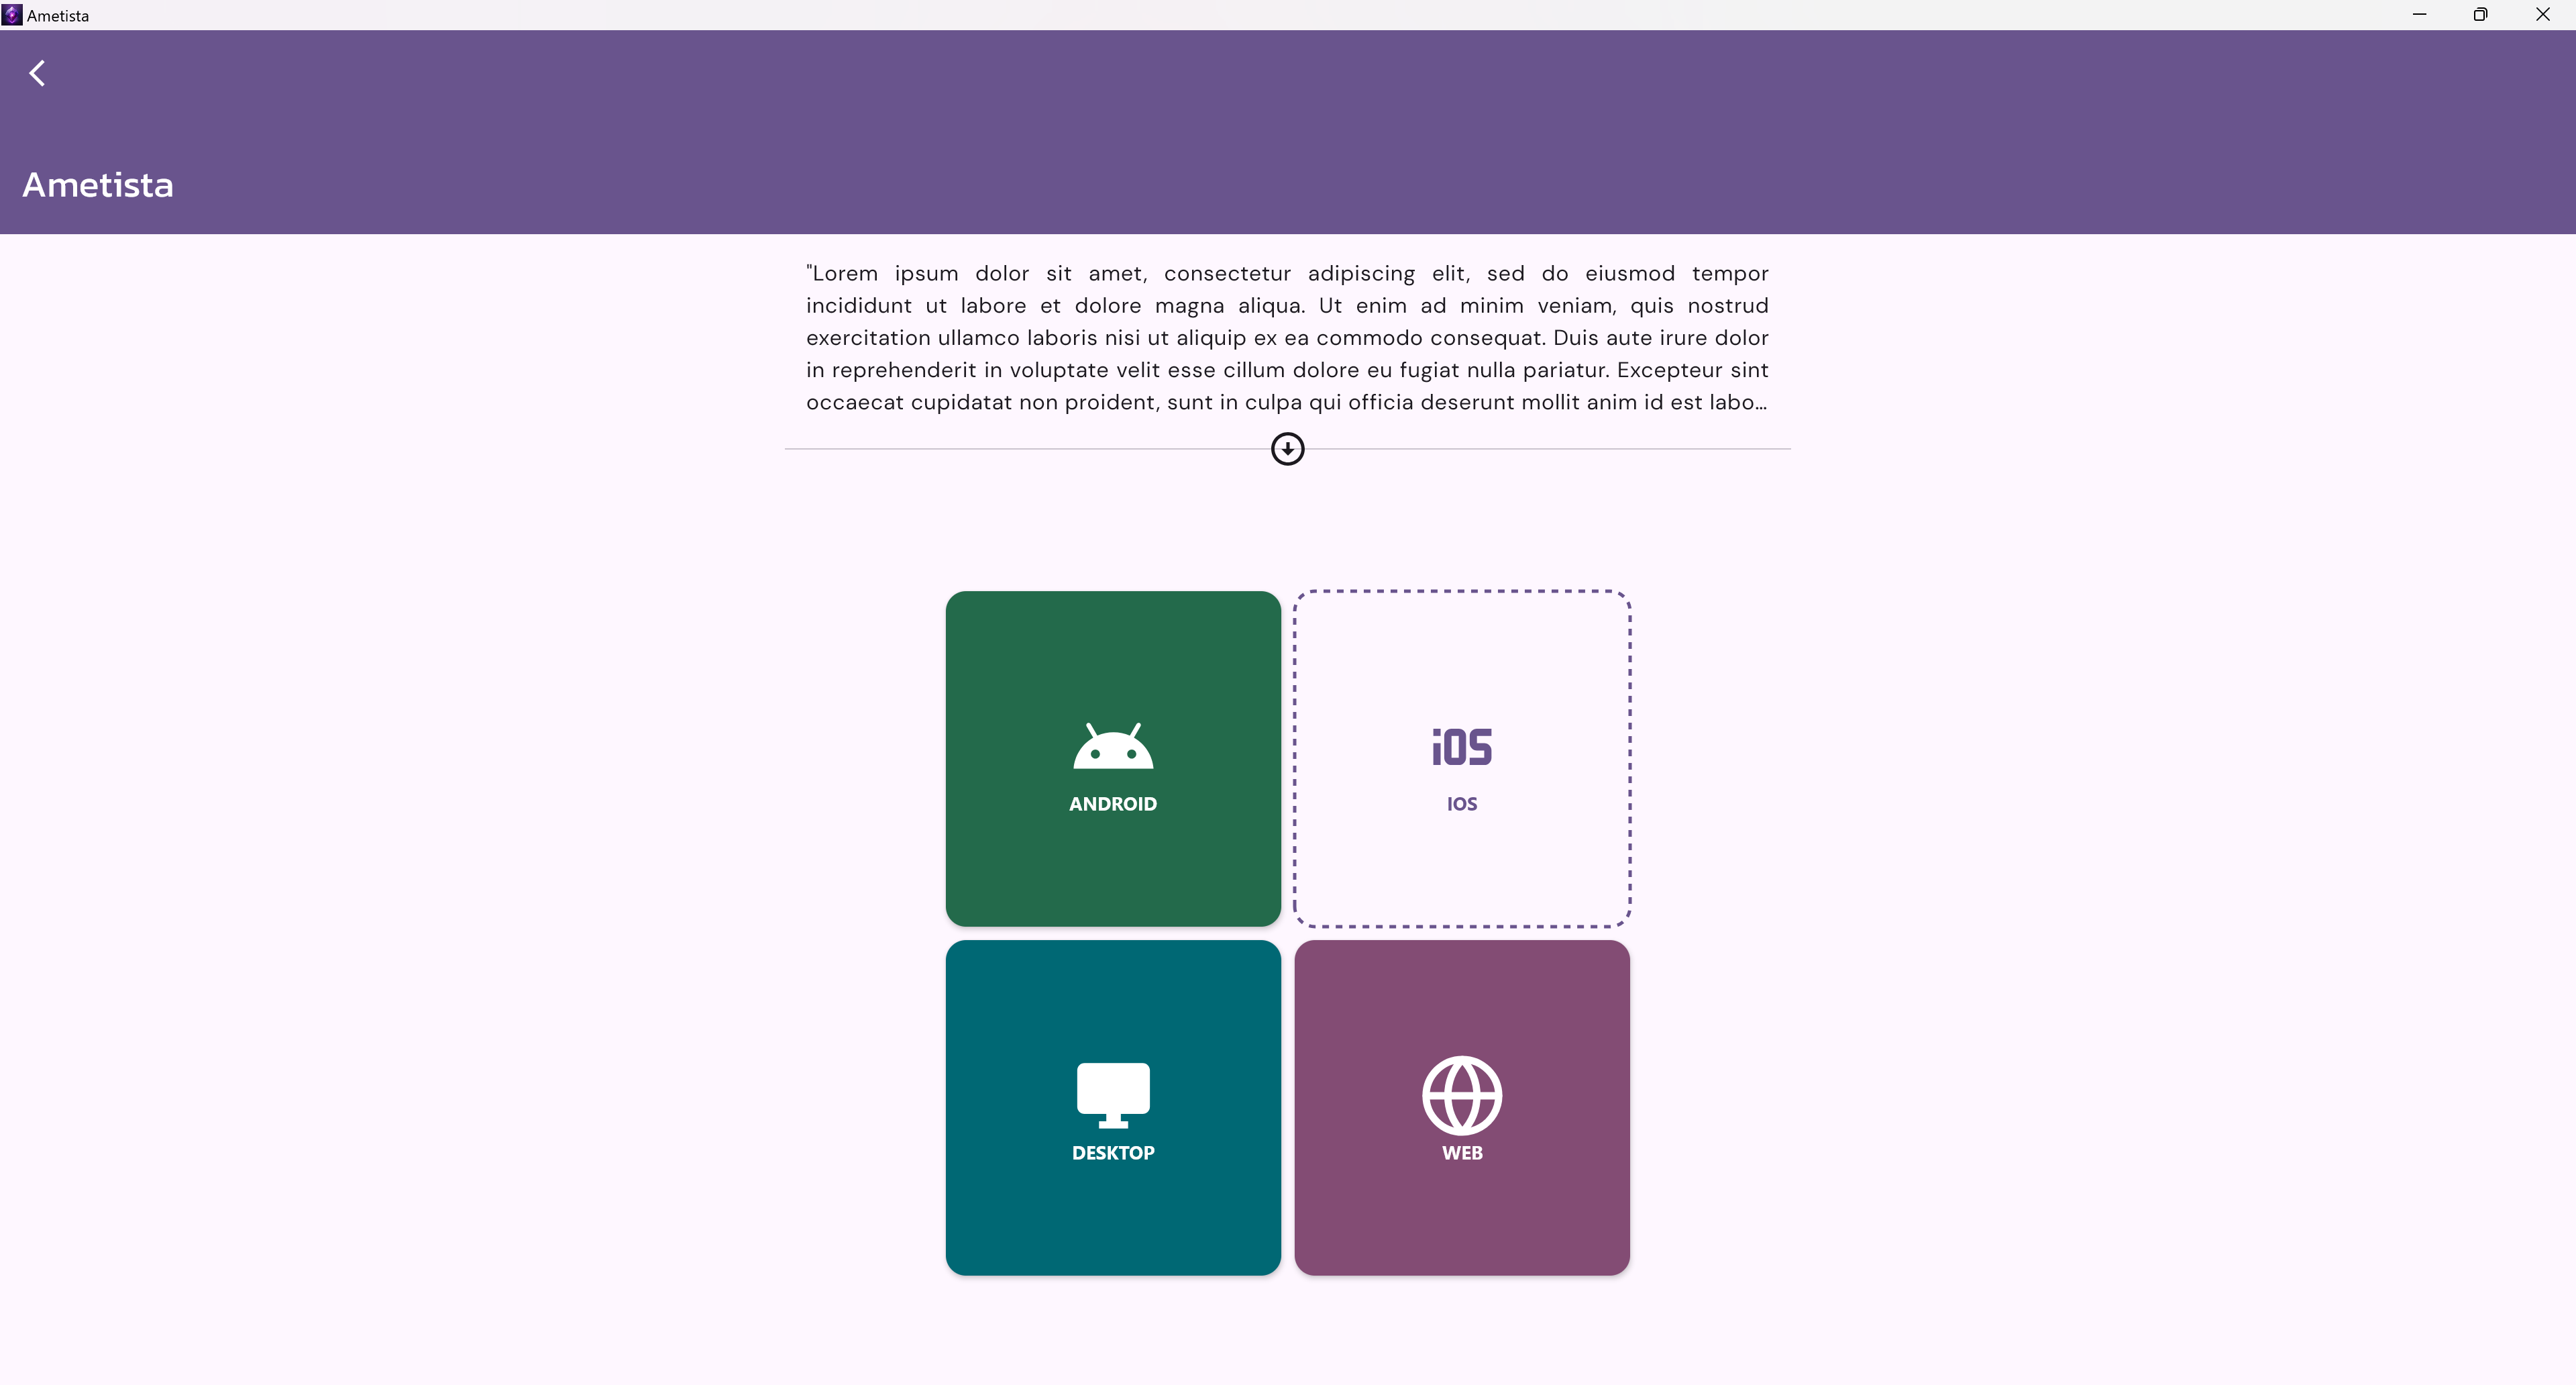 Ametista
Ametista
"Lorem ipsum dolor sit amet, consectetur adipiscing elit, sed do eiusmod tempor
incididunt ut labore et dolore magna aliqua. Ut enim ad minim veniam, quis nostrud
exercitation ullamco laboris nisi ut aliquip ex ea commodo consequat. Duis aute irure dolor
in reprehenderit in voluptate velit esse cillum dolore eu fugiat nulla pariatur. Excepteur sint
occaecat cupidatat non proident, sunt in culpa qui officia deserunt mollit anim id est labo...
ANDROID
iOS
IOS
DESKTOP
WEB